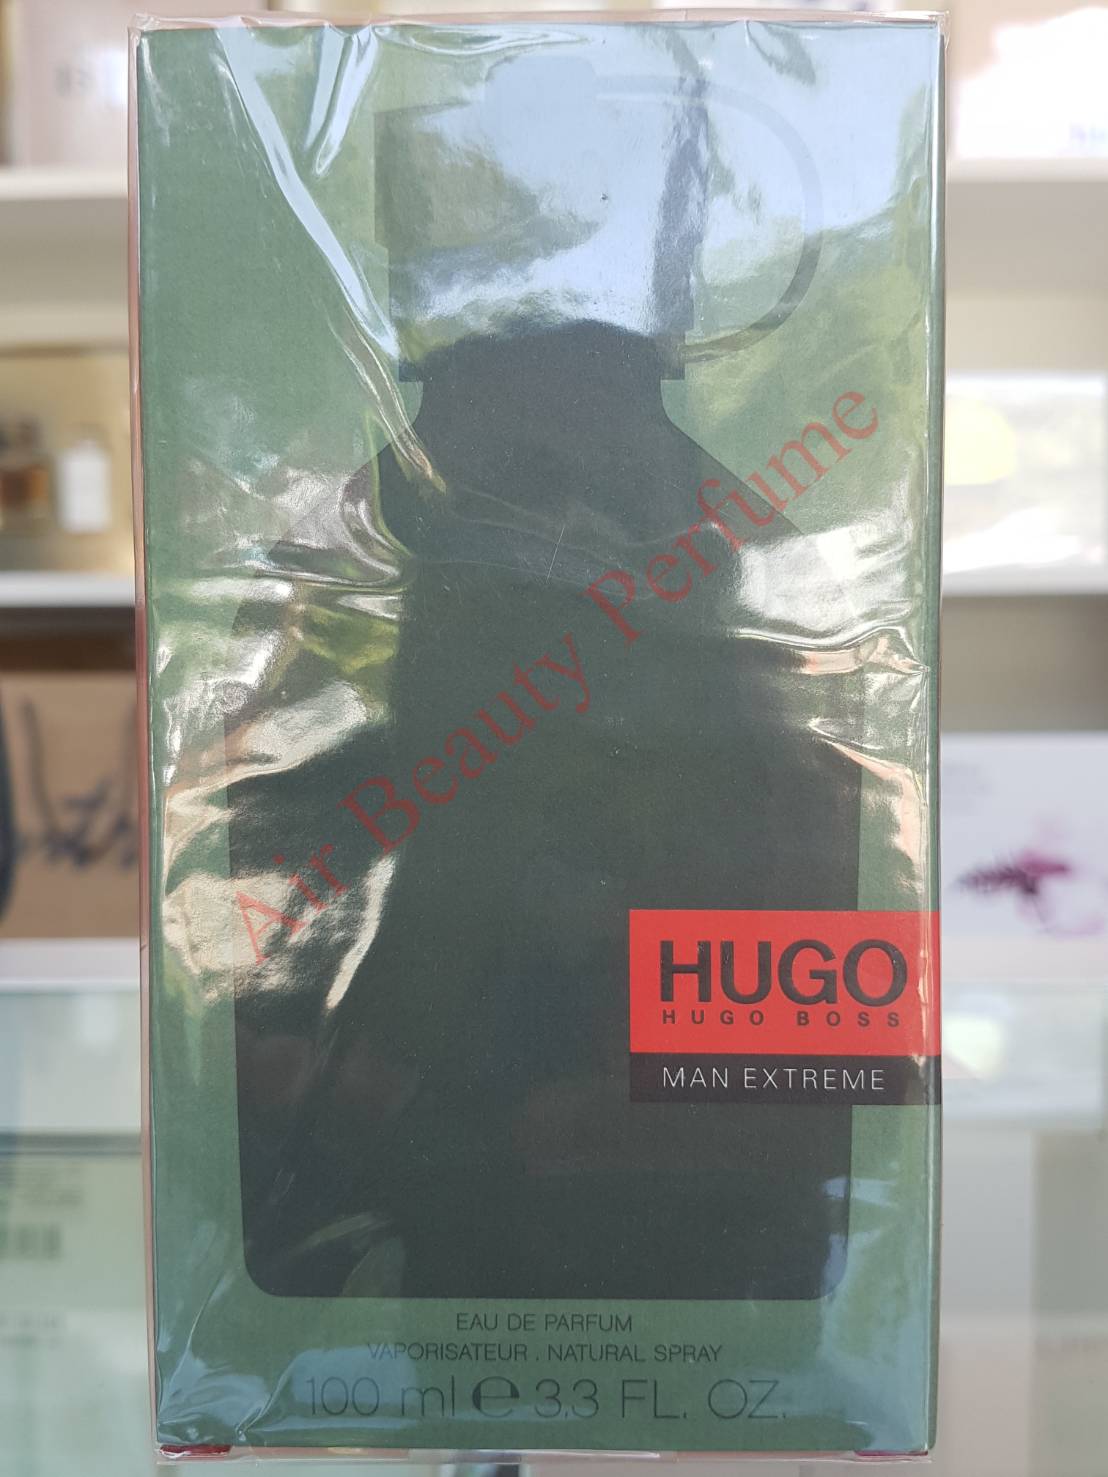 Air Beauty Perfume
HUGO
HUGO BOSS
MAN EXTREME
EAU DE PARFUM
VAPORISATEUR . NATURAL SPRAY
100 ml e 3.3 FL. OZ.